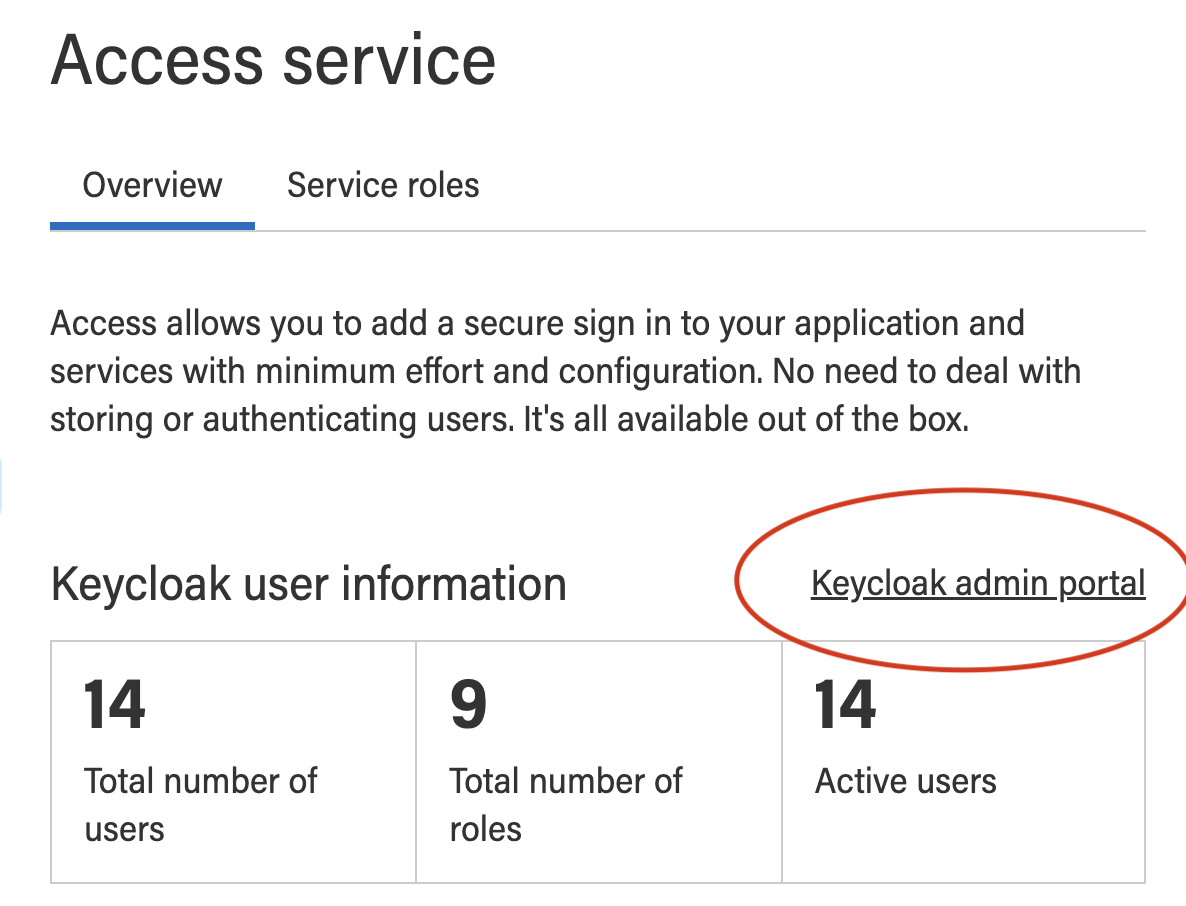 Access service
Overview
Service roles
Access allows you to add a secure sign in to your application and
services with minimum effort and configuration. No need to deal with
storing or authenticating users. It's all available out of the box.
Keycloak user information
Keycloak admin portal
14
Total number of
users
9
Total number of
roles
14
Active users